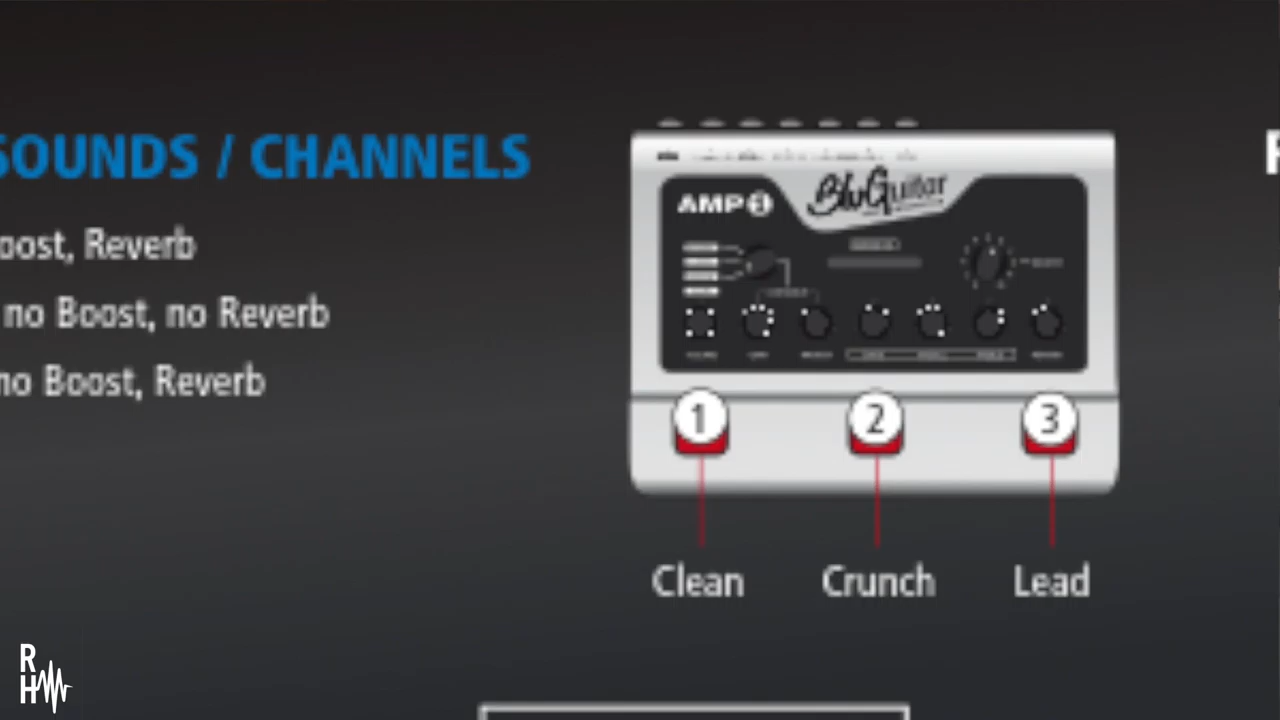 SOUNDS / CHANNELS
oost, Reverb
no Boost, no Reverb
no Boost, Reverb
AMP1
BluGuitar
1
2
3
Clean
Crunch
Lead
R
H